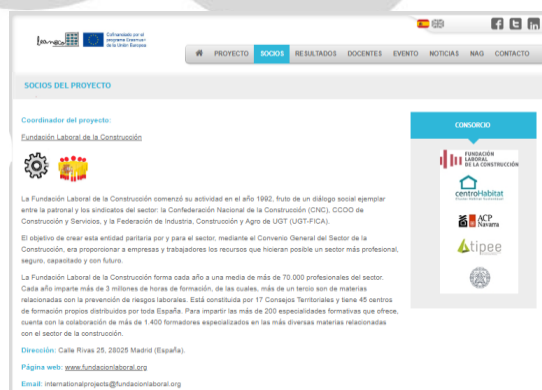 Cofinanciado por el
programa Erasmus+
de la Unión Europea
PROYECTO SOCIOS RESULTADOS DOCENTES EVENTO NOTICIAS NAG CONTACTO
SOCIOS DEL PROYECTO
Coordinador del proyecto:
Fundación Laboral de la Construcción
La Fundación Laboral de la Construcción comenzó su actividad en el año 1992, fruto de un diálogo social ejemplar
entre la patronal y los sindicatos del sector: la Confederación Nacional de la Construcción (CNC), CCOO de
Construcción y Servicios, y la Federación de Industria, Construcción y Agro de UGT (UGT-FICA).
El objetivo de crear esta entidad paritaria por y para el sector, mediante el Convenio General del Sector de la
Construcción, era proporcionar a empresas y trabajadores los recursos que hicieran posible un sector más profesional,
seguro, capacitado y con futuro.
La Fundación Laboral de la Construcción forma cada año a una media de más de 70.000 profesionales del sector.
Cada año imparte más de 3 millones de horas de formación, de las cuales, más de un tercio son de materias
relacionadas con la prevención de riesgos laborales. Está constituida por 17 Consejos Territoriales y tiene 45 centros
de formación propios distribuidos por toda España. Para impartir las más de 200 especialidades formativas que ofrece,
cuenta con la colaboración de más de 1.400 formadores especializados en las más diversas materias relacionadas
con el sector de la construcción.
Dirección: Calle Rivas 25, 28025 Madrid (España).
Página web: www.fundacionlaboral.org
Email: internationalprojects@fundacionlaboral.org
CONSORCIO
FUNDACIÓN
LABORAL
DE LA CONSTRUCCIÓN
centroHabitat
ACP
Navarra
tipee